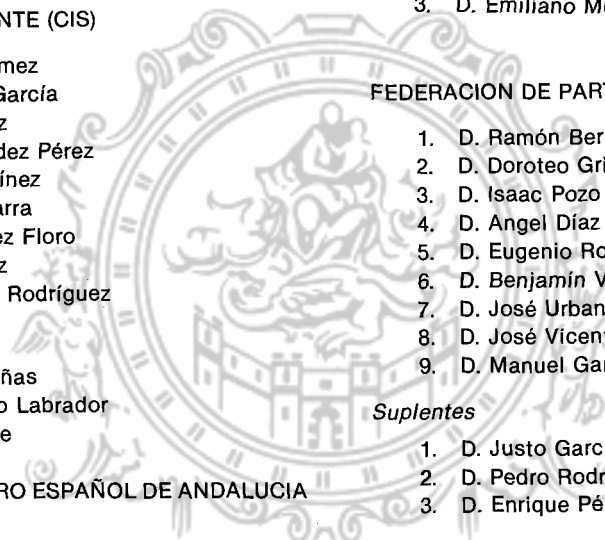 NTE (CIS)
mez
García
z
dez Pérez
ínez
arra
ez Floro
z
Rodríguez
ñas
o Labrador
e
RO ESPAÑOL DE ANDALUCIA
3. D. Emiliano M
FEDERACION DE PAR
1. D. Ramón Ber
2. D. Doroteo Gri
3. D. Isaac Pozo
4. D. Angel Díaz
5. D. Eugenio Ro
6. D. Benjamín V
7. D. José Urban
8. D. José Vicen
9. D. Manuel Gar
Suplentes
1. D. Justo Garc
2. D. Pedro Rodr
3. D. Enrique Pé